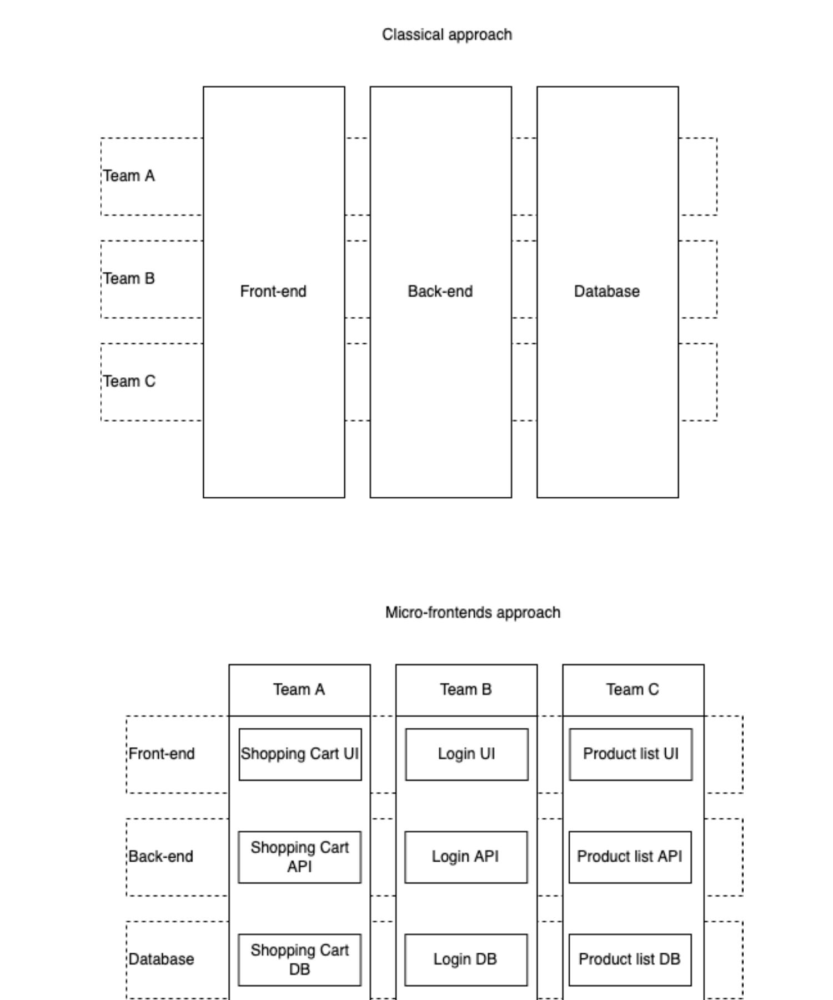 Classical approach
Team A
Team B
Front-end
Back-end
Database
Team C
Micro-frontends approach
Team A
Team B
Team C
Front-end
Shopping Cart UI
Login UI
Product list UI
Back-end
Shopping Cart
API
Login API
Product list API
Database
Shopping Cart
DB
Login DB
Product list DB